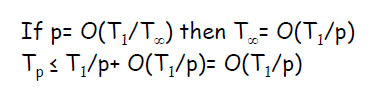 If p= O(T₁/T∞) then T∞= O(T₁/p)
Tₚ ≤ T₁/p+ O(T₁/p)= O(T₁/p)